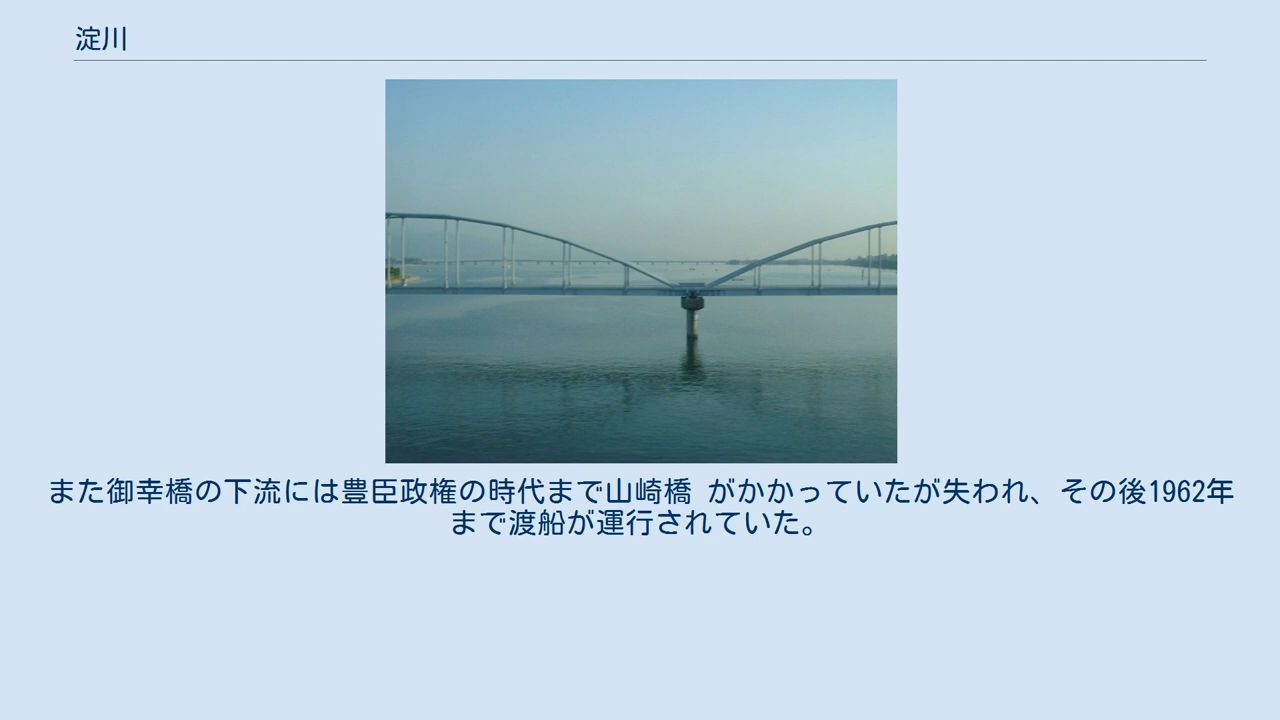 淀川
また御幸橋の下流には豊臣政権の時代まで山崎橋 がかかっていたが失われ、その後1962年
まで渡船が運行されていた。